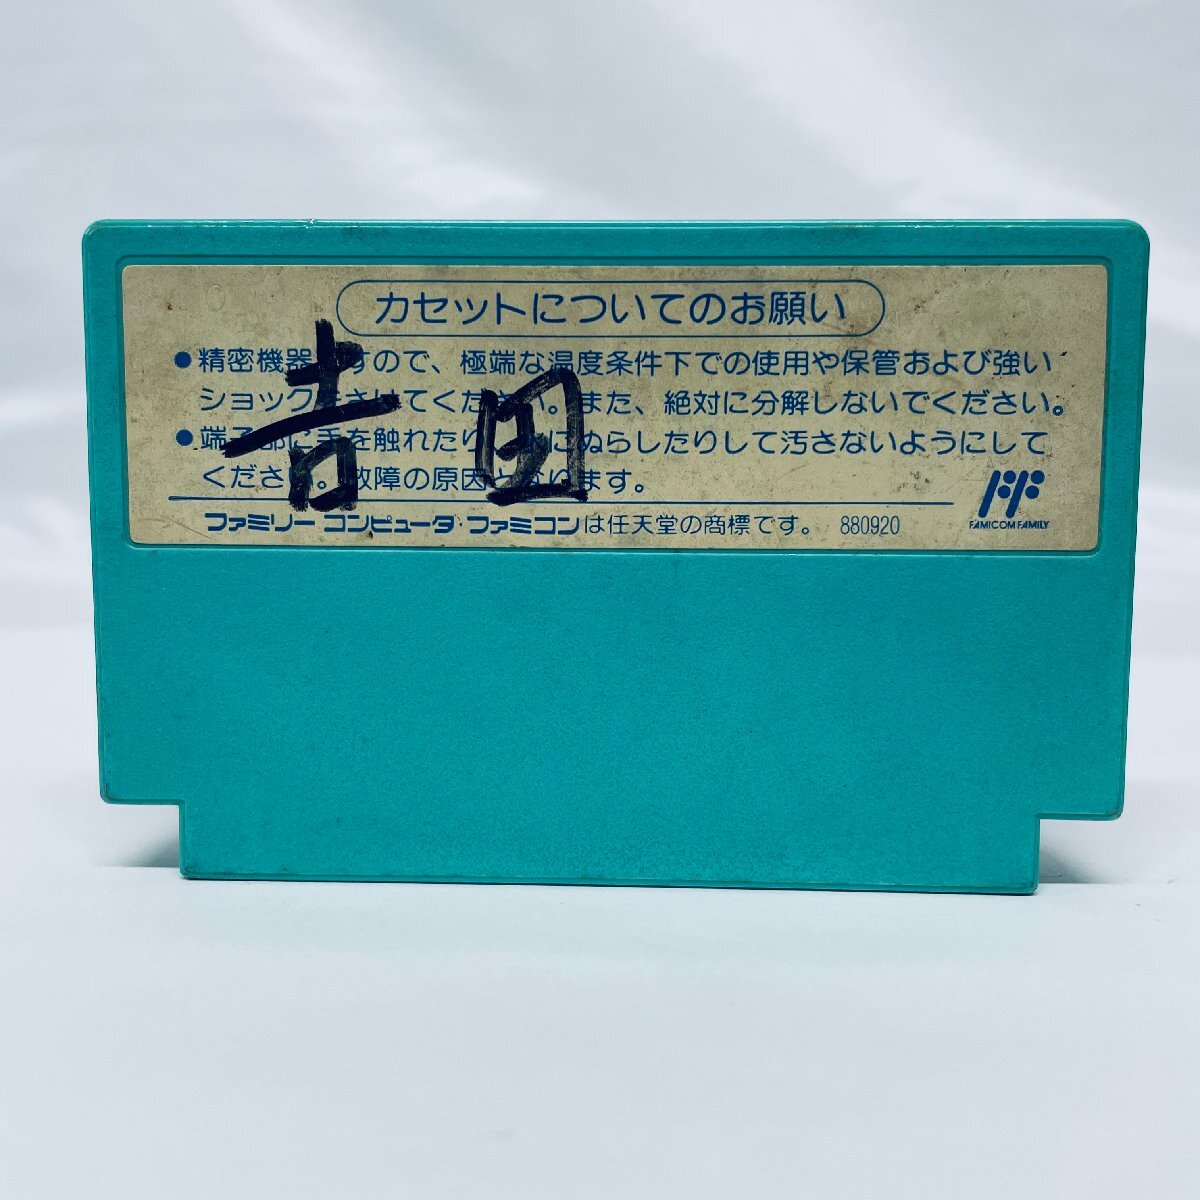 カセットについてのお願い
●精密機器すので、極端な温度条件下での使用や保管および強い
ショックをさけてください。また、絶対に分解しないでください。
●端子部に手を触れたり、水にぬらしたりして汚さないようにして
ください。故障の原因となります。
吉田
ファミリーコンピュータ・ファミコンは任天堂の商標です。 880920
FAMICOM FAMILY